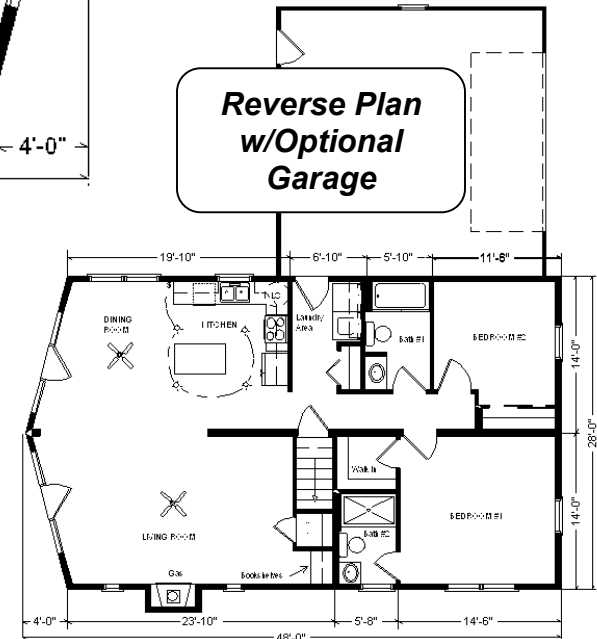 4'-0"
Reverse Plan
w/Optional
Garage
19'-10"
6'-10"
5'-10"
11'-6"
DINING
ROOM
KITCHEN
Laundry
Area
Bath #1
BEDROOM #2
14'-0"
28'-0"
Walk In
BEDROOM #1
14'-0"
LIVING ROOM
Bath #2
Gas
Bookshelves
4'-0"
23'-10"
5'-8"
14'-6"
48'-0"